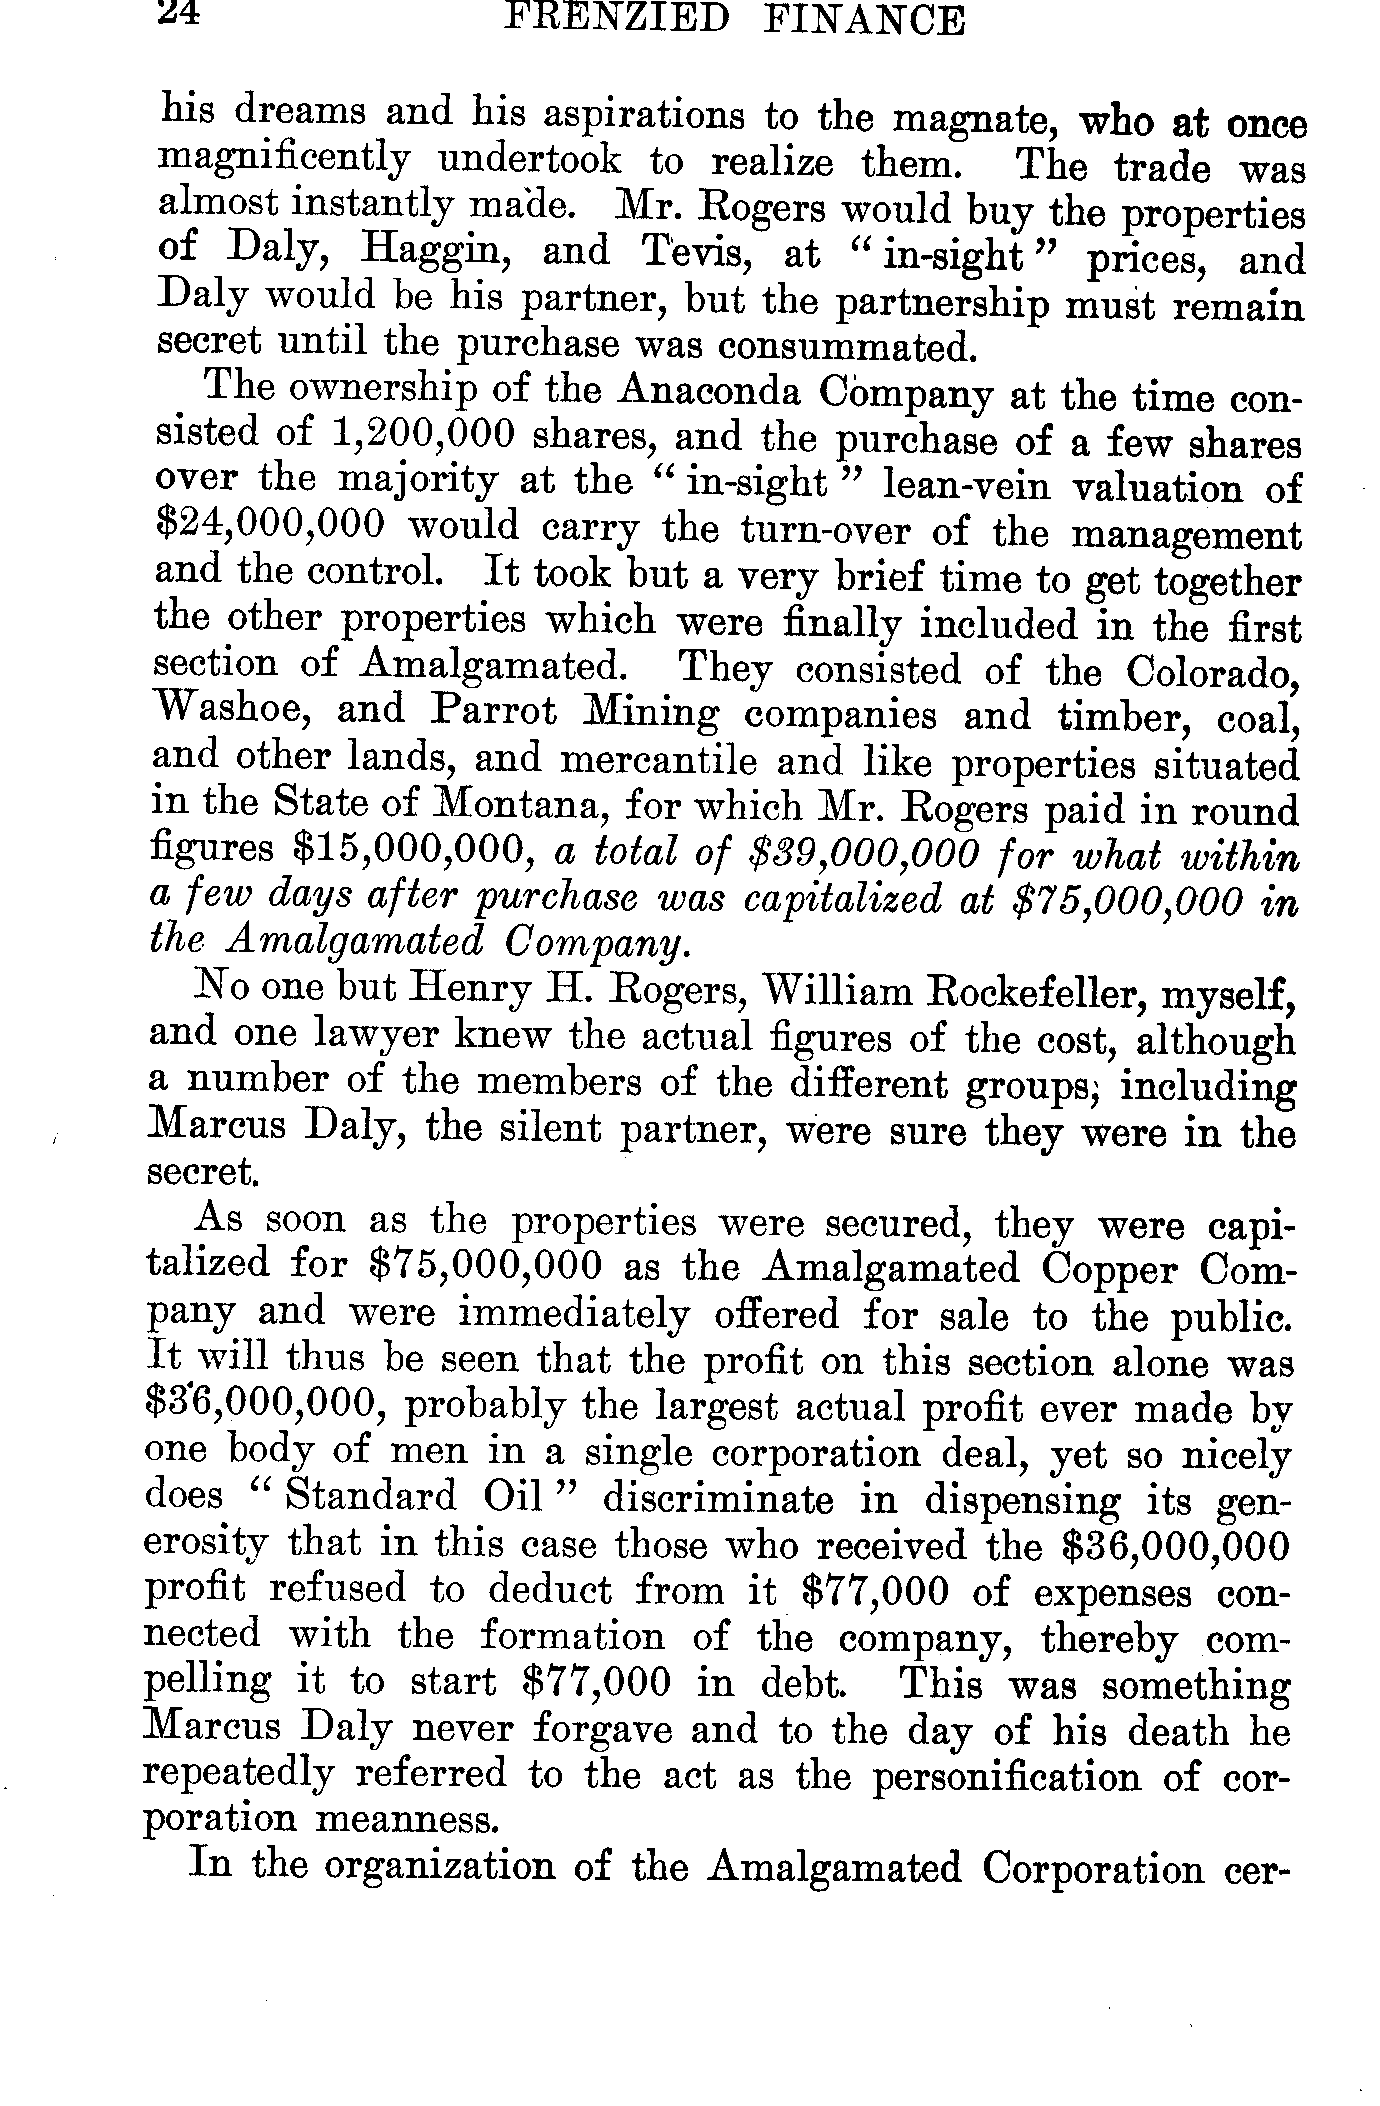 24 FRENZIED FINANCE
his dreams and his aspirations to the magnate, who at once
magnificently undertook to realize them. The trade was
almost instantly made. Mr. Rogers would buy the properties
of Daly, Haggin, and Tevis, at " in-sight " prices, and
Daly would be his partner, but the partnership must remain
secret until the purchase was consummated.
The ownership of the Anaconda Company at the time con-
sisted of 1,200,000 shares, and the purchase of a few shares
over the majority at the " in-sight " lean-vein valuation of
$24,000,000 would carry the turn-over of the management
and the control. It took but a very brief time to get together
the other properties which were finally included in the first
section of Amalgamated. They consisted of the Colorado,
Washoe, and Parrot Mining companies and timber, coal,
and other lands, and mercantile and like properties situated
in the State of Montana, for which Mr. Rogers paid in round
figures $15,000,000, a total of $39,000,000 for what within
a few days after purchase was capitalized at $75,000,000 in
the Amalgamated Company.
No one but Henry H. Rogers, William Rockefeller, myself,
and one lawyer knew the actual figures of the cost, although
a number of the members of the different groups, including
Marcus Daly, the silent partner, were sure they were in the
secret.
As soon as the properties were secured, they were capi-
talized for $75,000,000 as the Amalgamated Copper Com-
pany and were immediately offered for sale to the public.
It will thus be seen that the profit on this section alone was
$36,000,000, probably the largest actual profit ever made by
one body of men in a single corporation deal, yet so nicely
does " Standard Oil " discriminate in dispensing its gen-
erosity that in this case those who received the $36,000,000
profit refused to deduct from it $77,000 of expenses con-
nected with the formation of the company, thereby com-
pelling it to start $77,000 in debt. This was something
Marcus Daly never forgave and to the day of his death he
repeatedly referred to the act as the personification of cor-
poration meanness.
In the organization of the Amalgamated Corporation cer-